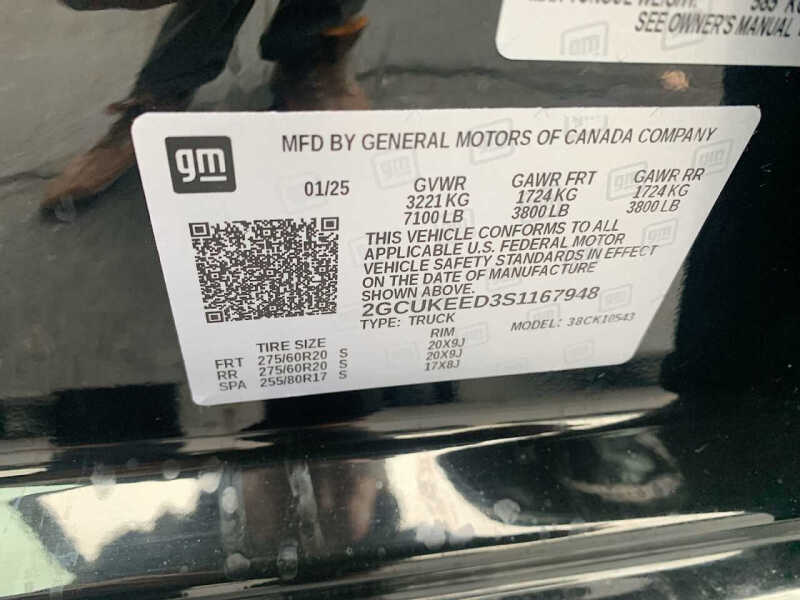 385 KG
SEE OWNER'S MANUAL
gm
MFD BY GENERAL MOTORS OF CANADA COMPANY
01/25 GVWR GAWR FRT GAWR RR
3221 KG 1724 KG 1724 KG
7100 LB 3800 LB 3800 LB
THIS VEHICLE CONFORMS TO ALL
APPLICABLE U.S. FEDERAL MOTOR
VEHICLE SAFETY STANDARDS IN EFFECT
ON THE DATE OF MANUFACTURE
SHOWN ABOVE.
2GCUKEED3S1167948
TYPE: TRUCK MODEL: 38CK10543
TIRE SIZE RIM
FRT 275/60R20 S 20X9J
RR 275/60R20 S 20X9J
SPA 255/80R17 S 17X8J